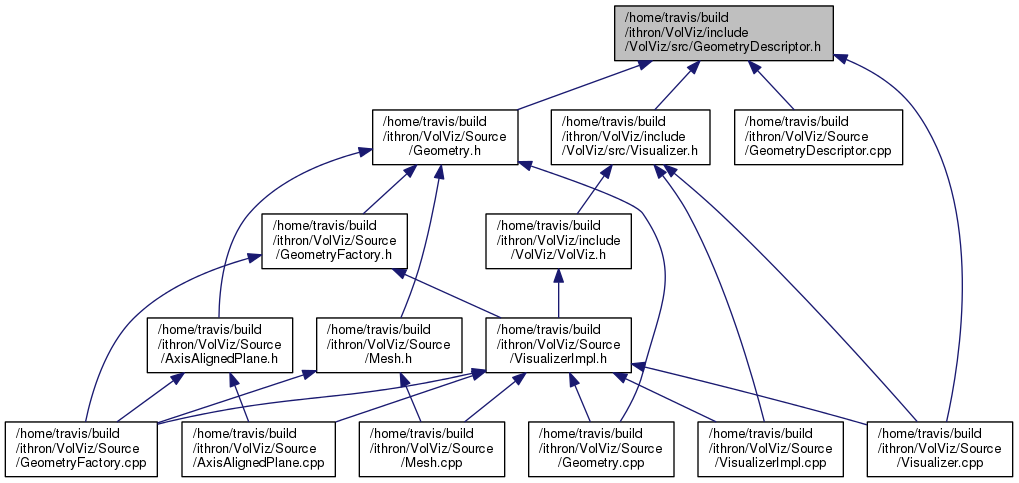 /home/travis/build
/ithron/VolViz/include
/VolViz/src/GeometryDescriptor.h
/home/travis/build
/ithron/VolViz/Source
/Geometry.h
/home/travis/build
/ithron/VolViz/include
/VolViz/src/Visualizer.h
/home/travis/build
/ithron/VolViz/Source
/GeometryDescriptor.cpp
/home/travis/build
/ithron/VolViz/Source
/GeometryFactory.h
/home/travis/build
/ithron/VolViz/include
/VolViz/VolViz.h
/home/travis/build
/ithron/VolViz/Source
/AxisAlignedPlane.h
/home/travis/build
/ithron/VolViz/Source
/Mesh.h
/home/travis/build
/ithron/VolViz/Source
/VisualizerImpl.h
/home/travis/build
/ithron/VolViz/Source
/GeometryFactory.cpp
/home/travis/build
/ithron/VolViz/Source
/AxisAlignedPlane.cpp
/home/travis/build
/ithron/VolViz/Source
/Mesh.cpp
/home/travis/build
/ithron/VolViz/Source
/Geometry.cpp
/home/travis/build
/ithron/VolViz/Source
/VisualizerImpl.cpp
/home/travis/build
/ithron/VolViz/Source
/Visualizer.cpp